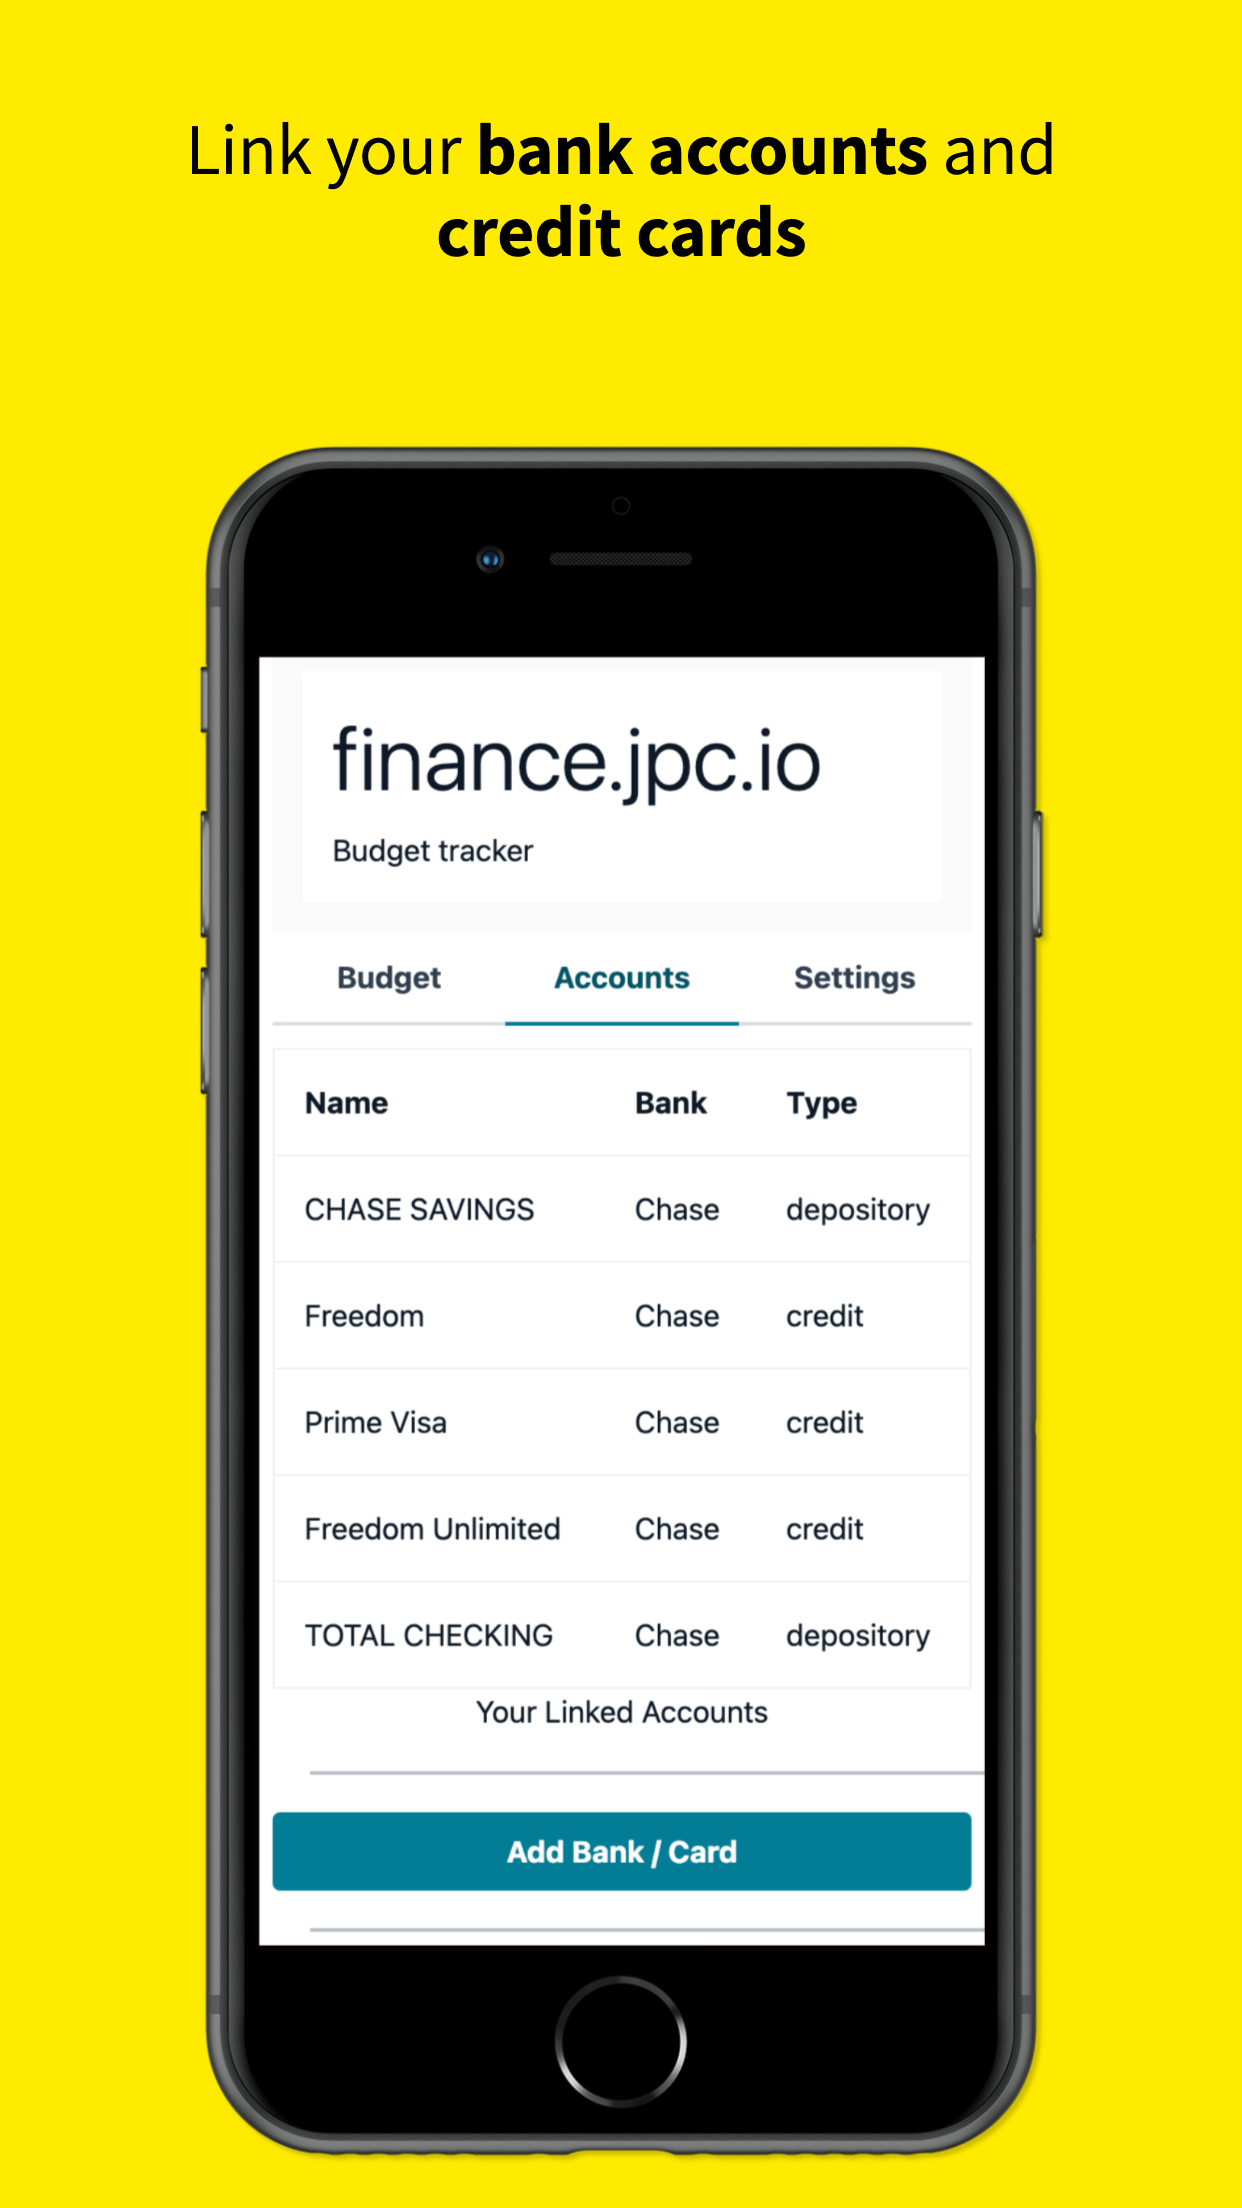 Link your bank accounts and
credit cards
finance.jpc.io
Budget tracker
Budget Accounts Settings
Name Bank Type
CHASE SAVINGS Chase depository
Freedom Chase credit
Prime Visa Chase credit
Freedom Unlimited Chase credit
TOTAL CHECKING Chase depository
Your Linked Accounts
Add Bank / Card